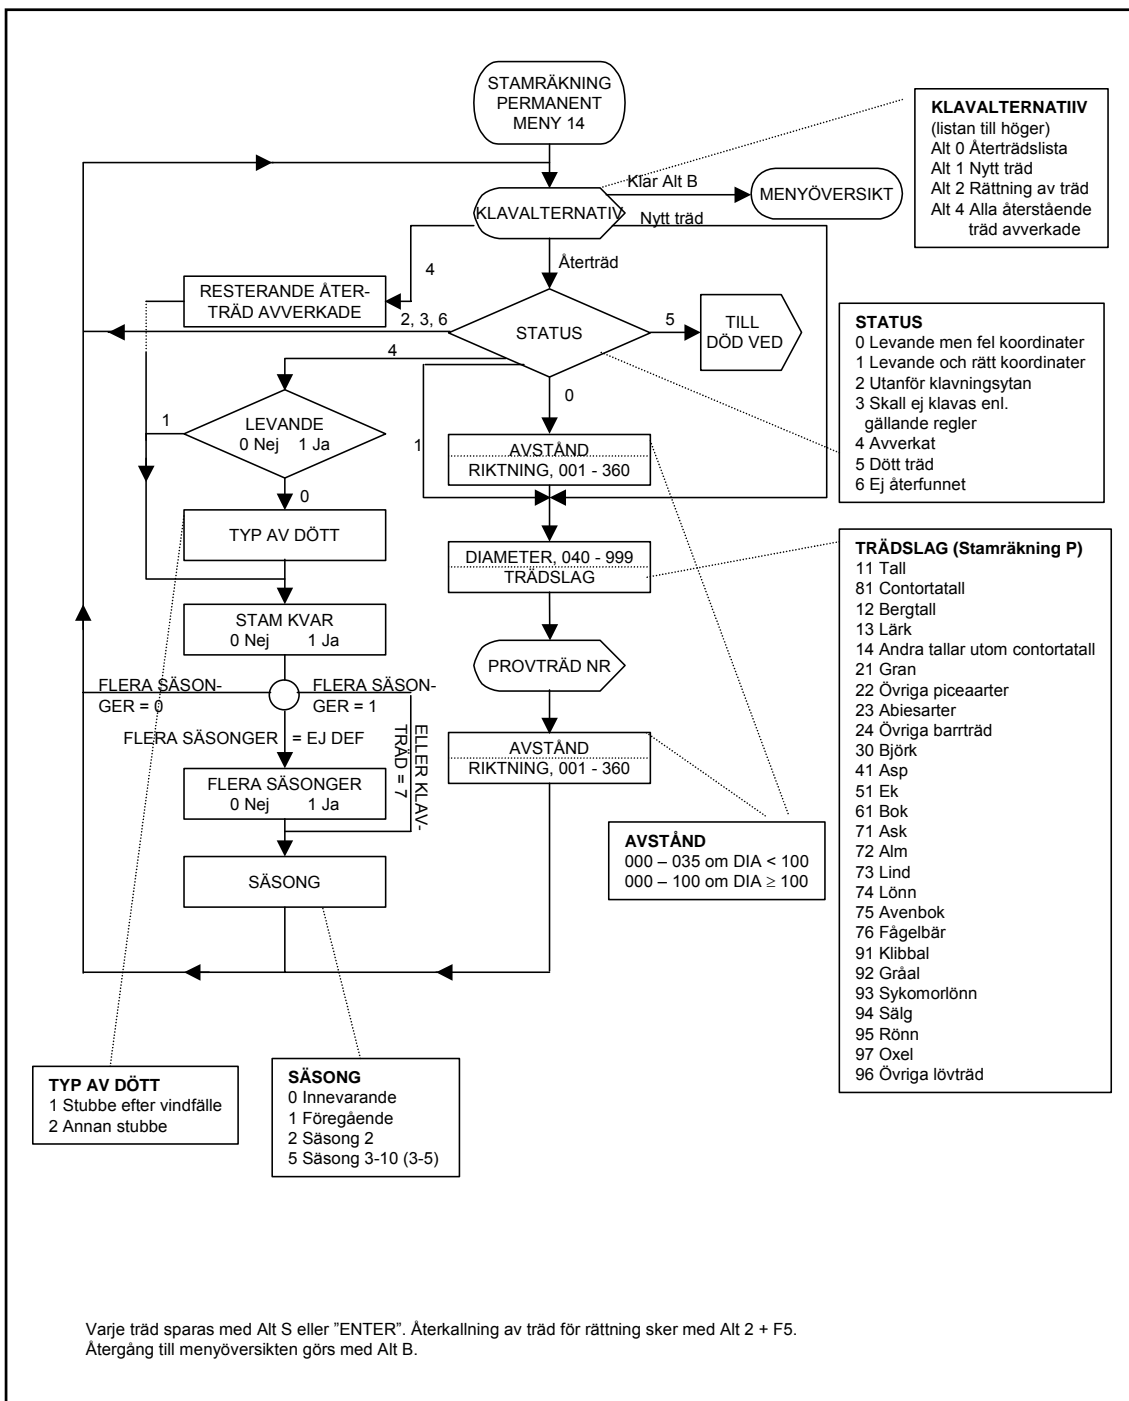 STAMRÄKNING
PERMANENT
MENY 14
KLAVALTERNATIIV
(listan till höger)
Alt 0 Återträdslista
Alt 1 Nytt träd
Alt 2 Rättning av träd
Alt 4 Alla återstående
träd avverkade
Klar Alt B
MENYÖVERSIKT
KLAVALTERNATIV
Nytt träd
Återträd
4
RESTERANDE ÅTER-
TRÄD AVVERKADE
2, 3, 6
STATUS
5
TILL
DÖD VED
STATUS
0 Levande men fel koordinater
1 Levande och rätt koordinater
2 Utanför klavningsytan
3 Skall ej klavas enl.
gällande regler
4 Avverkat
5 Dött träd
6 Ej återfunnet
4
0
1
LEVANDE
0 Nej 1 Ja
1
AVSTÅND
RIKTNING, 001 - 360
0
TYP AV DÖTT
DIAMETER, 040 - 999
TRÄDSLAG
TRÄDSLAG (Stamräkning P)
11 Tall
81 Contortatall
12 Bergtall
13 Lärk
14 Andra tallar utom contortatall
21 Gran
22 Övriga piceaarter
23 Abiesarter
24 Övriga barrträd
30 Björk
41 Asp
51 Ek
61 Bok
71 Ask
72 Alm
73 Lind
74 Lönn
75 Avenbok
76 Fågelbär
91 Klibbal
92 Gråal
93 Sykomorlönn
94 Sälg
95 Rönn
97 Oxel
96 Övriga lövträd
STAM KVAR
0 Nej 1 Ja
PROVTRÄD NR
FLERA SÄSON-
GER = 0
FLERA SÄSON-
GER = 1
FLERA SÄSONGER = EJ DEF
ELLER KLAV-
TRÄD = 7
AVSTÅND
RIKTNING, 001 - 360
FLERA SÄSONGER
0 Nej 1 Ja
AVSTÅND
000 – 035 om DIA < 100
000 – 100 om DIA ≥ 100
SÄSONG
TYP AV DÖTT
1 Stubbe efter vindfälle
2 Annan stubbe
SÄSONG
0 Innevarande
1 Föregående
2 Säsong 2
5 Säsong 3-10 (3-5)
Varje träd sparas med Alt S eller "ENTER". Återkallning av träd för rättning sker med Alt 2 + F5.
Återgång till menyöversikten görs med Alt B.